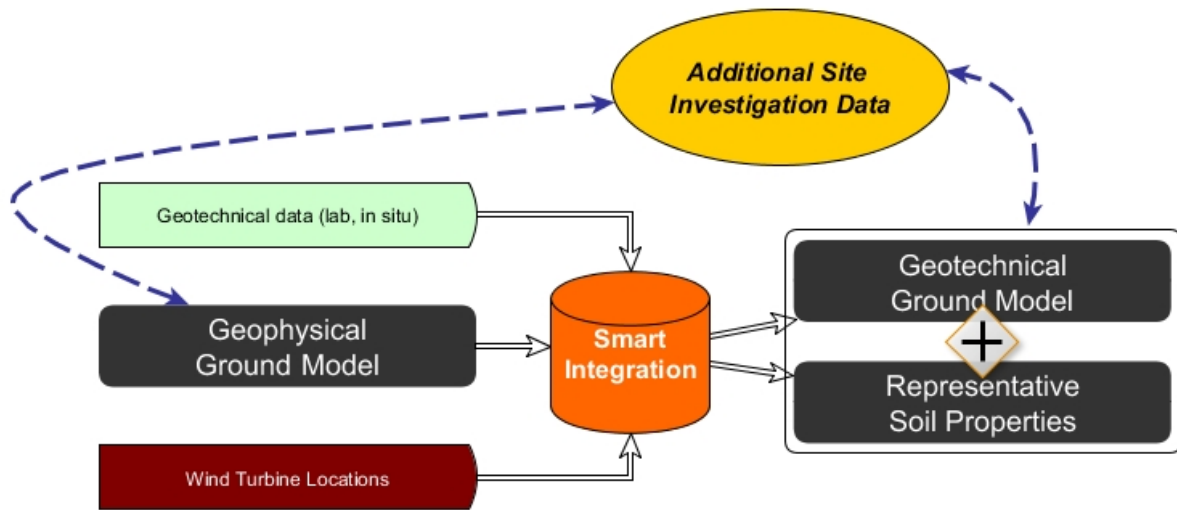 Additional Site
Investigation Data
Geotechnical data (lab, in situ)
Geophysical
Ground Model
Wind Turbine Locations
Smart
Integration
Geotechnical
Ground Model
Representative
Soil Properties